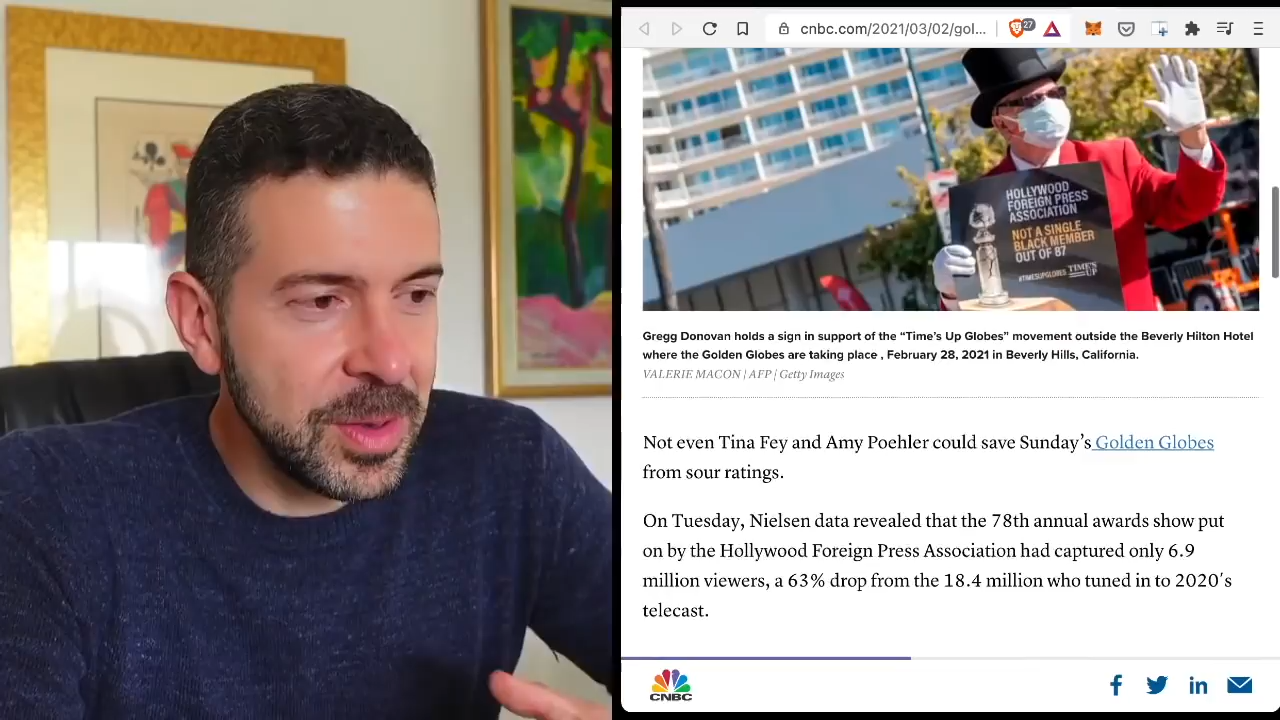 cnbc.com/2021/03/02/gol...
27
HOLLYWOOD
FOREIGN PRESS
ASSOCIATION
NOT A SINGLE
BLACK MEMBER
OUT OF 87
#TIMESUPGLOBES TIME'S
UP
Gregg Donovan holds a sign in support of the “Time’s Up Globes” movement outside the Beverly Hilton Hotel
where the Golden Globes are taking place , February 28, 2021 in Beverly Hills, California.
VALERIE MACON | AFP | Getty Images
Not even Tina Fey and Amy Poehler could save Sunday’s Golden Globes
from sour ratings.
On Tuesday, Nielsen data revealed that the 78th annual awards show put
on by the Hollywood Foreign Press Association had captured only 6.9
million viewers, a 63% drop from the 18.4 million who tuned in to 2020’s
telecast.
CNBC